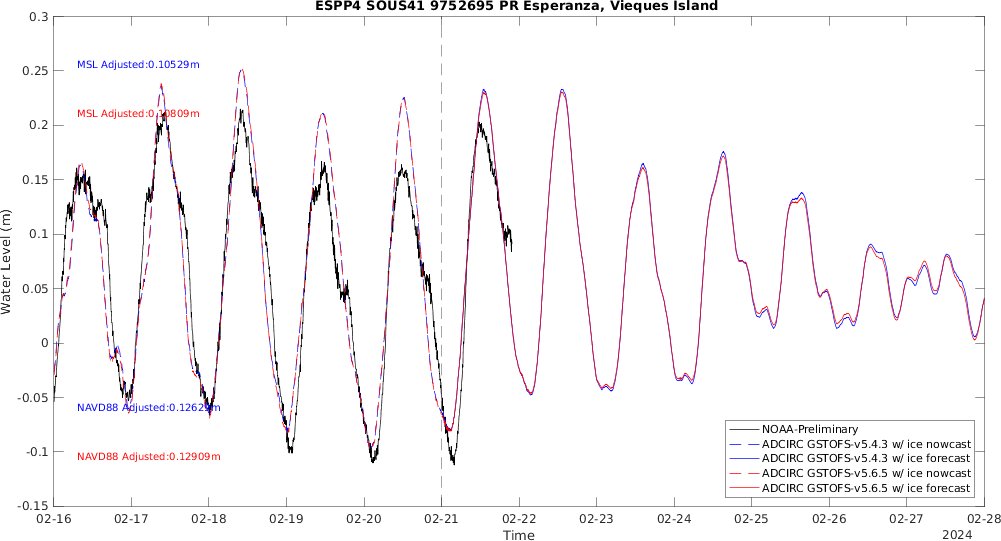 ESPP4 SOUS41 9752695 PR Esperanza, Vieques Island
0.3
0.25
0.2
0.15
0.1
0.05
0
-0.05
-0.1
-0.15
Water Level (m)
MSL Adjusted:0.10529m
MSL Adjusted:0.10809m
NAVD88 Adjusted:0.12629m
NAVD88 Adjusted:0.12909m
NOAA-Preliminary
ADCIRC GSTOFS-v5.4.3 w/ ice nowcast
ADCIRC GSTOFS-v5.4.3 w/ ice forecast
ADCIRC GSTOFS-v5.6.5 w/ ice nowcast
ADCIRC GSTOFS-v5.6.5 w/ ice forecast
02-16 02-17 02-18 02-19 02-20 02-21 02-22 02-23 02-24 02-25 02-26 02-27 02-28
Time
2024